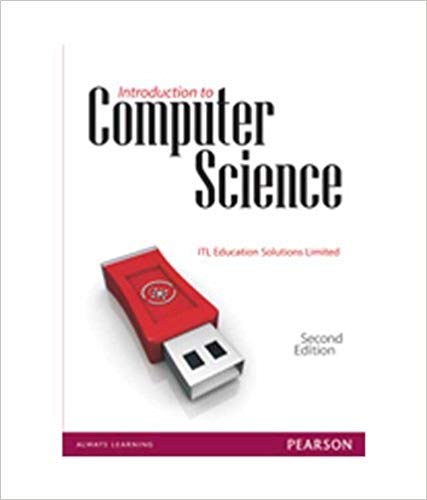 Introduction to
Computer
Science
ITL Education Solutions Limited
Second
Edition
ALWAYS LEARNING
PEARSON